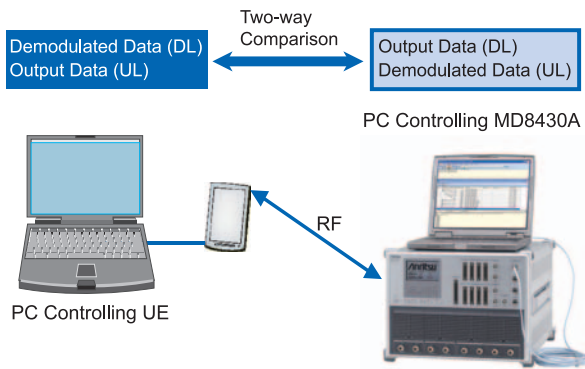 Two-way
Comparison
Demodulated Data (DL)
Output Data (UL)
Output Data (DL)
Demodulated Data (UL)
PC Controlling MD8430A
RF
Anritsu
PC Controlling UE